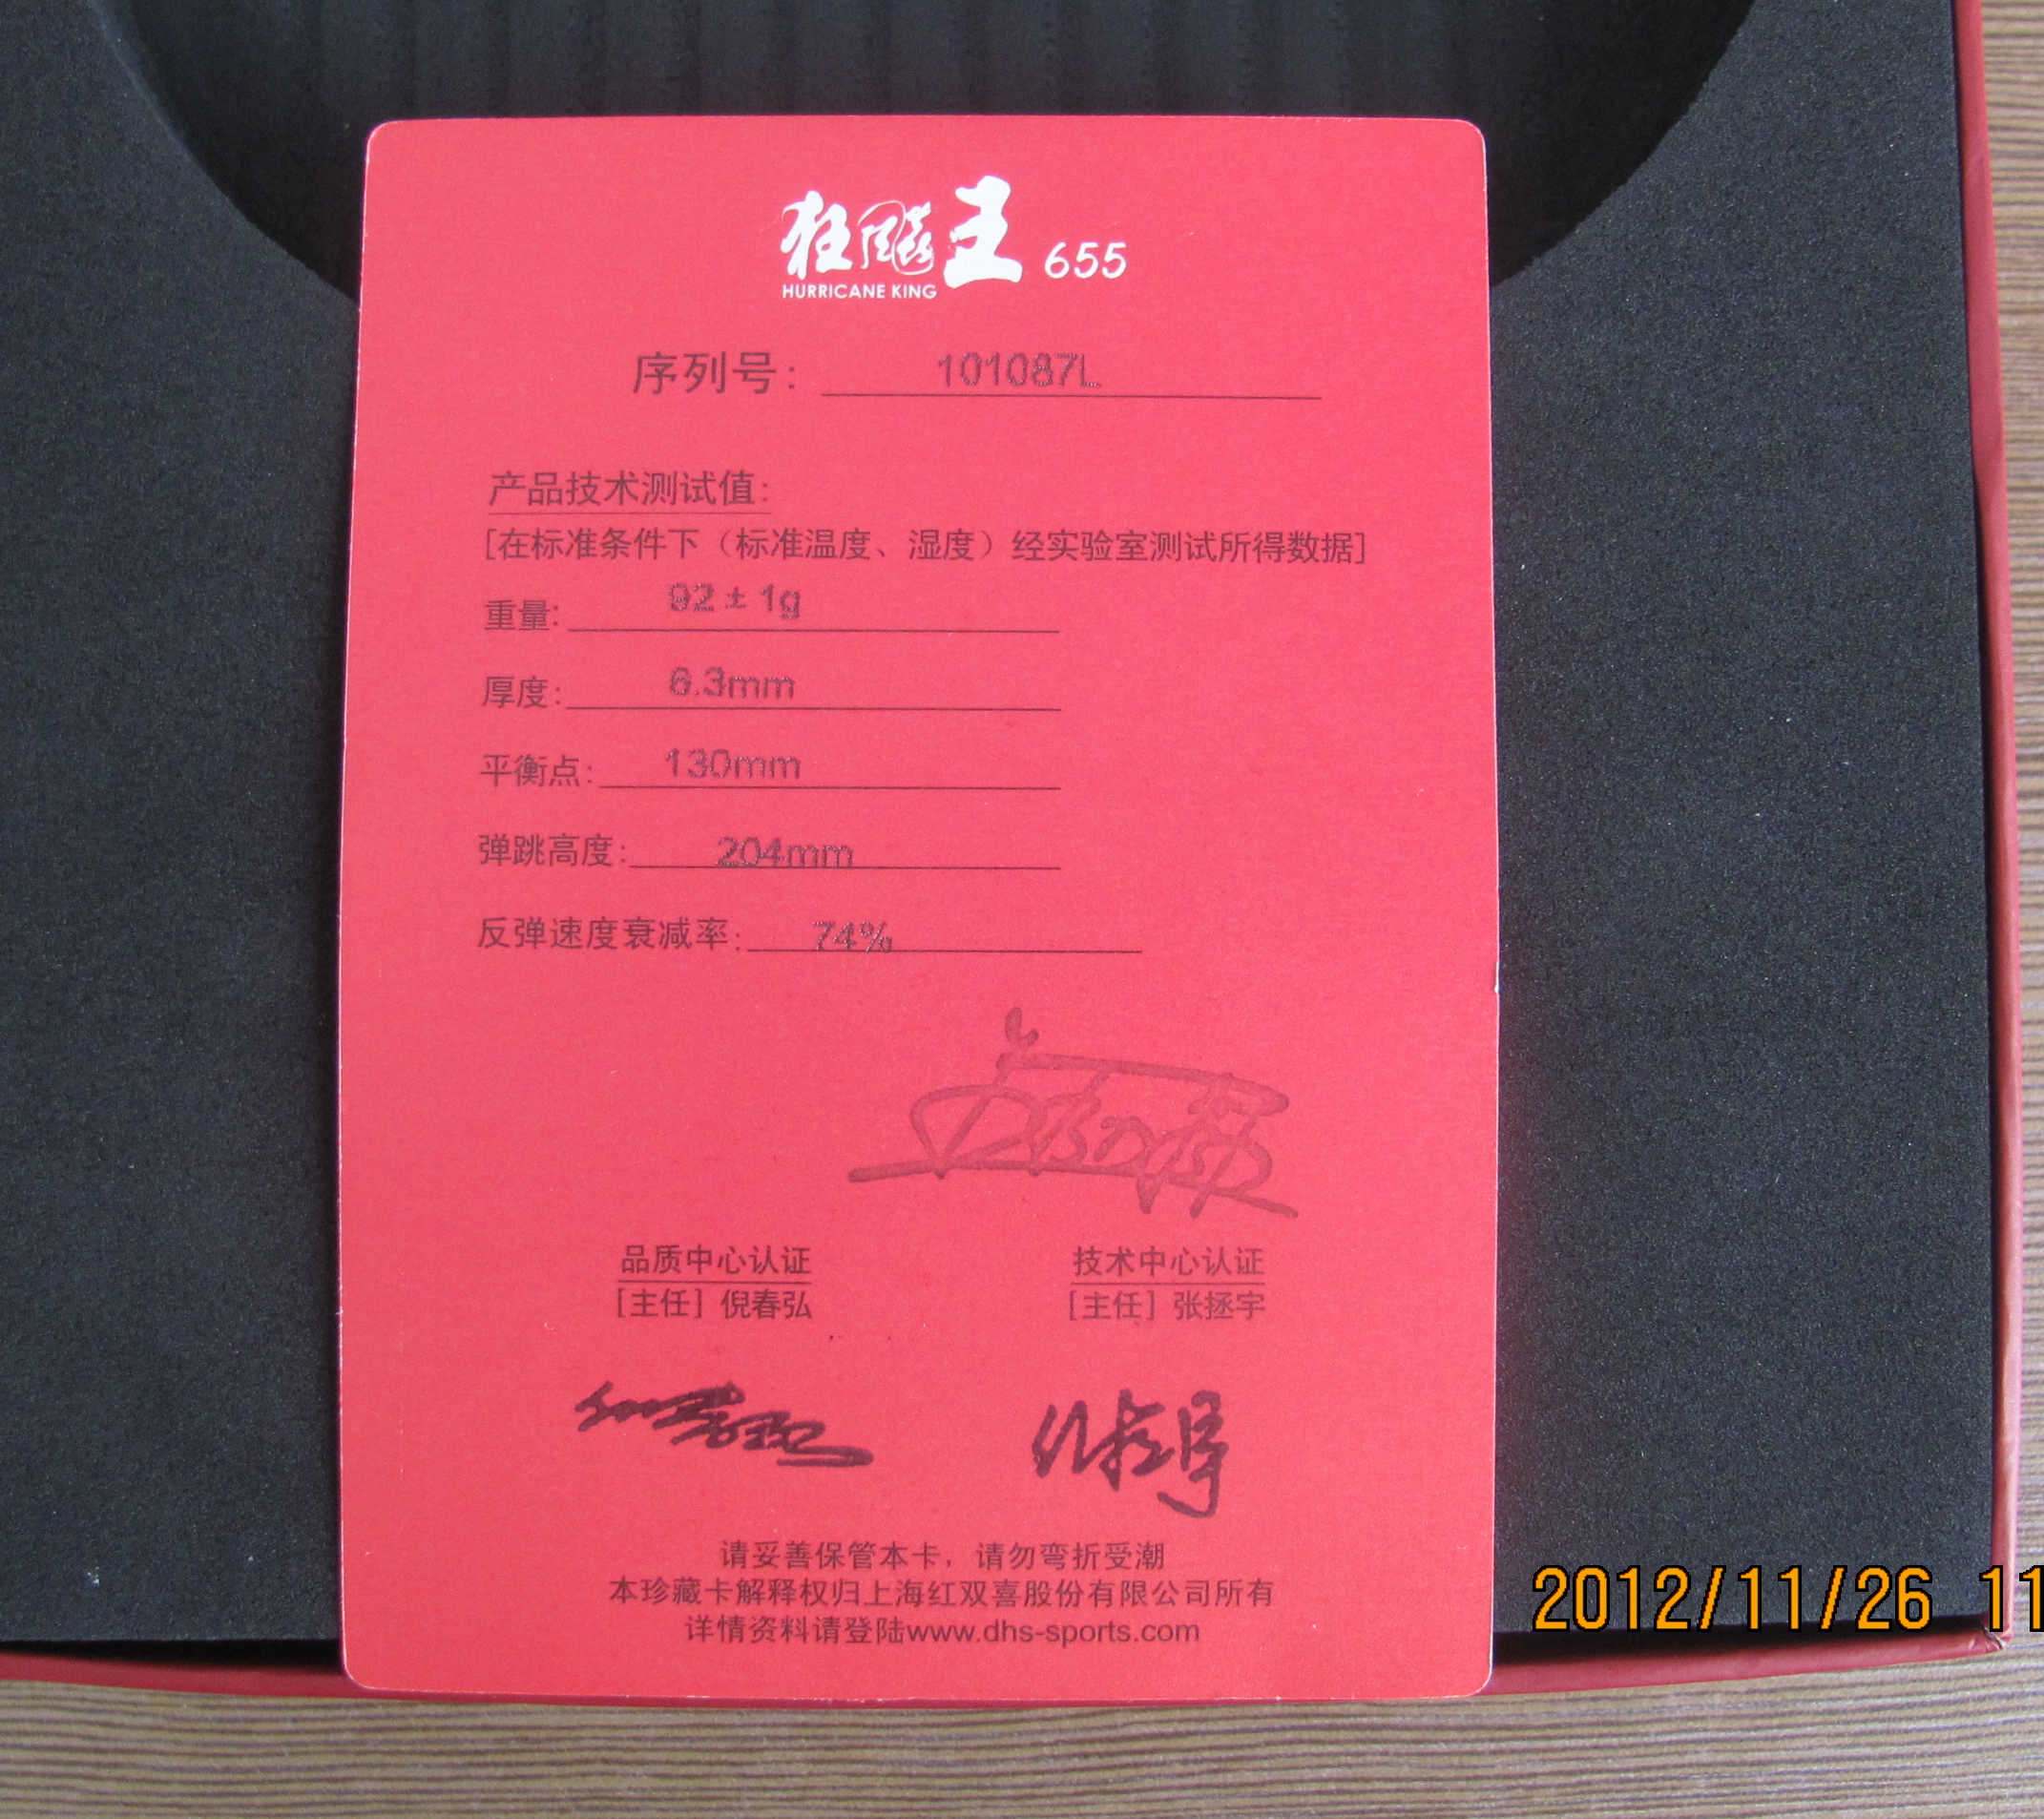 狂飚王 655
HURRICANE KING
序列号: 101087L
产品技术测试值:
[在标准条件下（标准温度、湿度）经实验室测试所得数据]
重量: 92 ± 1g
厚度: 6.3mm
平衡点: 130mm
弹跳高度: 204mm
反弹速度衰减率: 74%
品质中心认证 技术中心认证
[主任] 倪春弘 [主任] 张拯宇
请妥善保管本卡，请勿弯折受潮
本珍藏卡解释权归上海红双喜股份有限公司所有
详情资料请登陆www.dhs-sports.com
2012/11/26 11